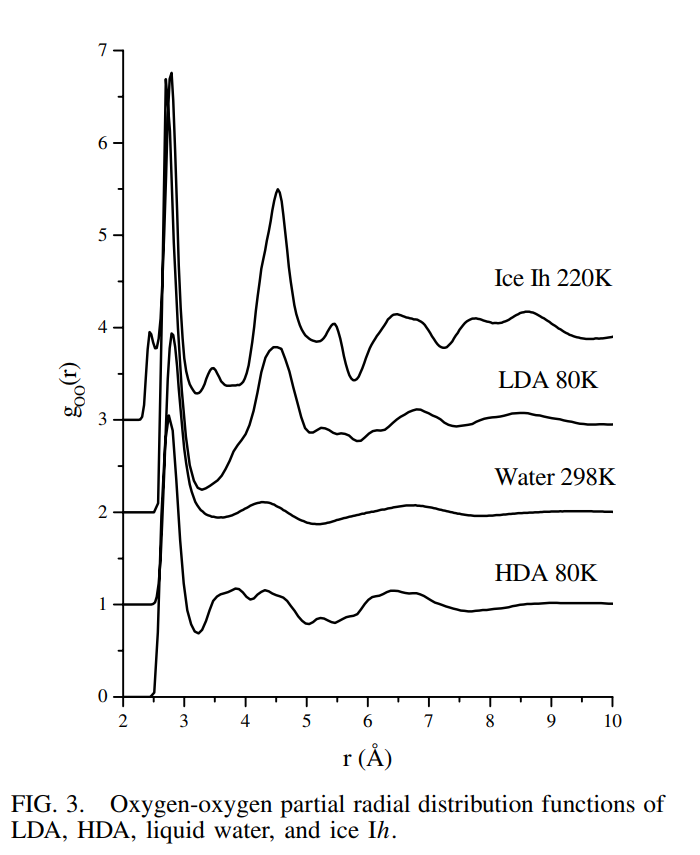 7
6
5
4
3
2
1
0
gOO(r)
Ice Ih 220K
LDA 80K
Water 298K
HDA 80K
2 3 4 5 6 7 8 9 10
r (Å)
FIG. 3. Oxygen-oxygen partial radial distribution functions of
LDA, HDA, liquid water, and ice Ih.